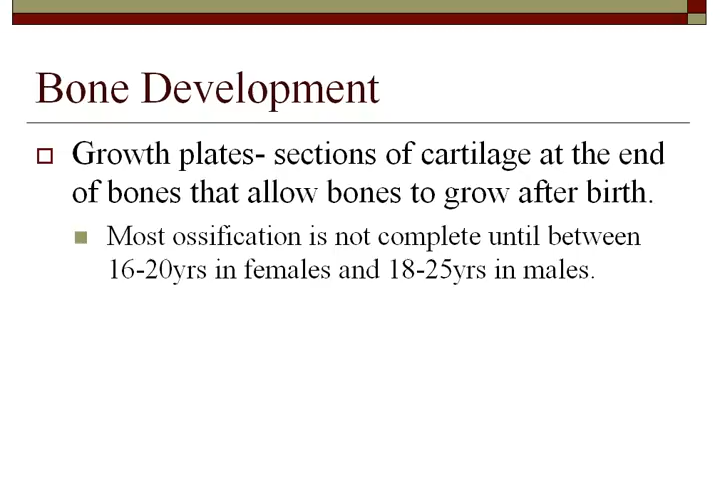 Bone Development
Growth plates- sections of cartilage at the end
of bones that allow bones to grow after birth.
Most ossification is not complete until between
16-20yrs in females and 18-25yrs in males.